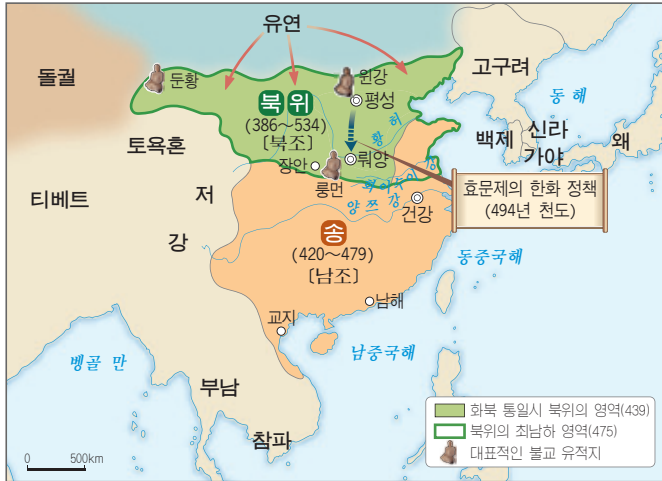 유연
돌궐
둔황
윈강
고구려
북위
평성
동 해
(386~534)
〔북조〕
황허
토욕혼
백제
신라
가야
왜
장안
뤄양
룽먼
화이수이 강
효문제의 한화 정책
(494년 천도)
티베트
저
강
양쯔 강
건강
송
(420~479)
〔남조〕
동중국해
남해
교지
남중국해
벵골 만
부남
참파
0 500km
화북 통일시 북위의 영역(439)
북위의 최남하 영역(475)
대표적인 불교 유적지